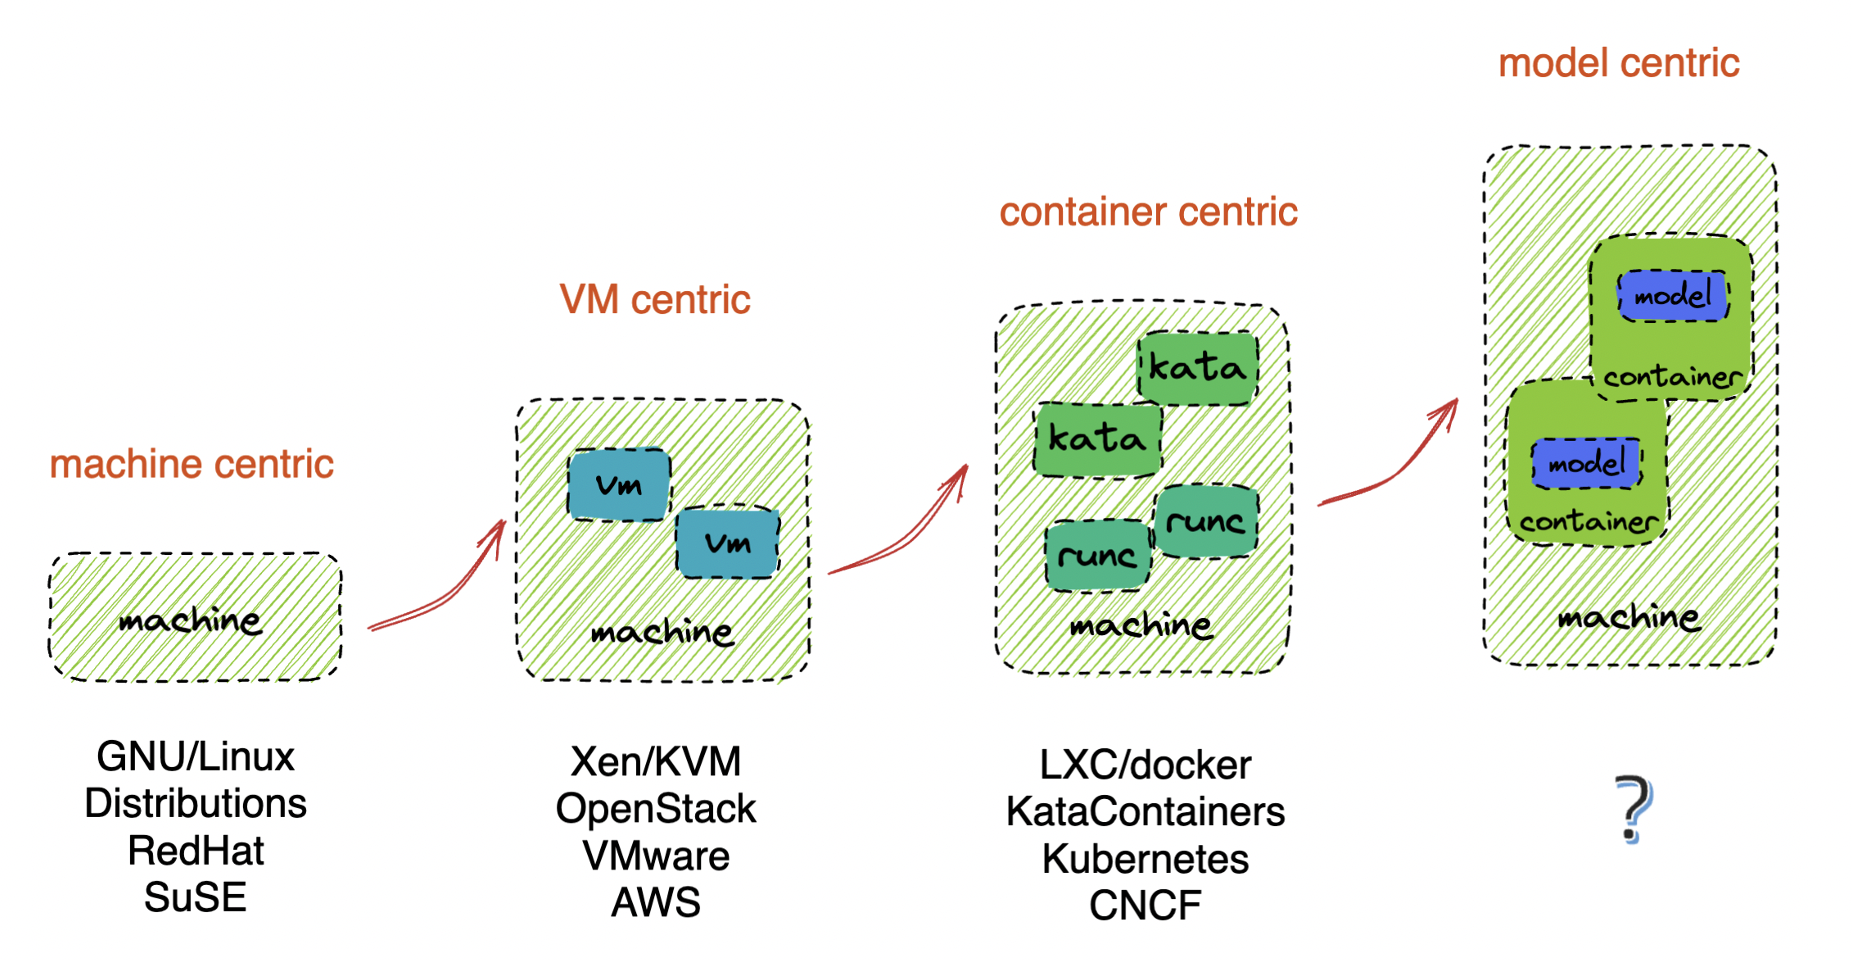 machine centric
machine
GNU/Linux
Distributions
RedHat
SuSE
VM centric
vm
vm
machine
Xen/KVM
OpenStack
VMware
AWS
container centric
kata
kata
runc
runc
machine
LXC/docker
KataContainers
Kubernetes
CNCF
model centric
model
container
model
container
machine
?